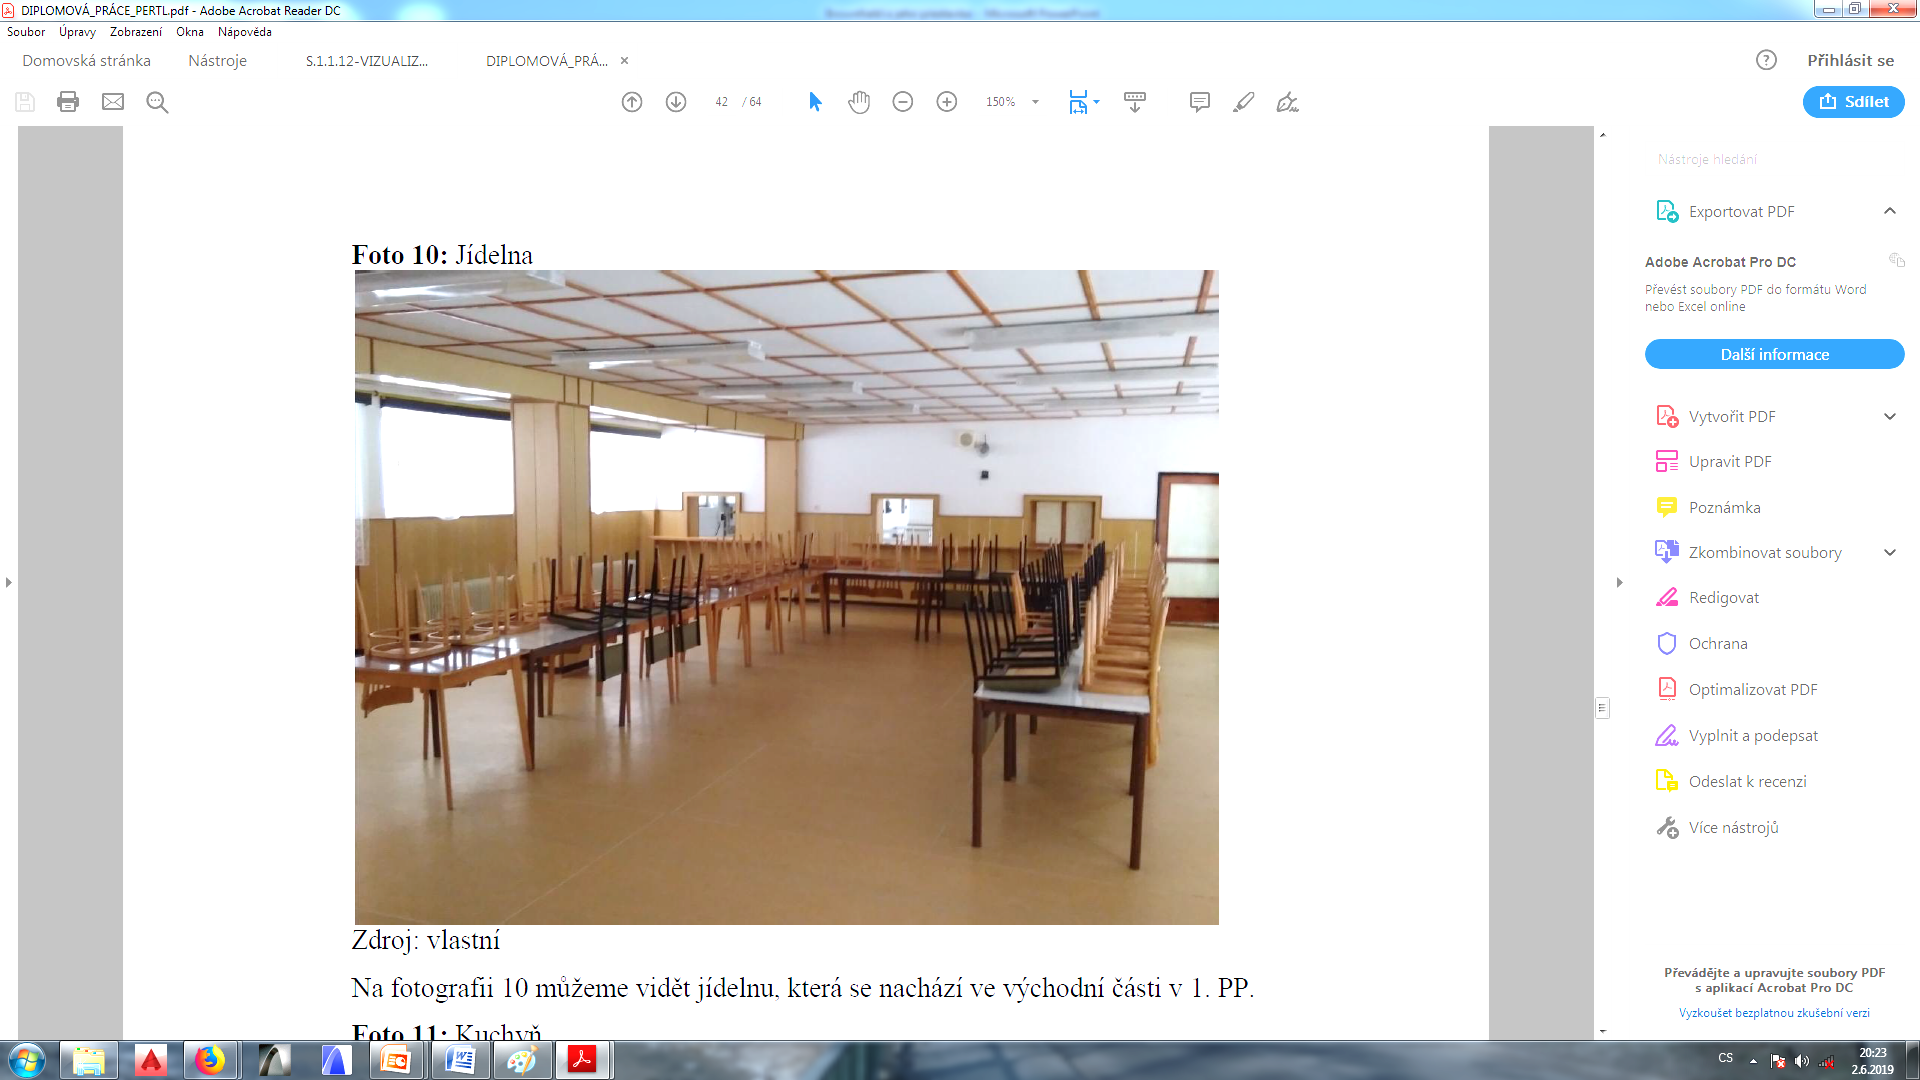 DIPLOMOVÁ_PRÁCE_PERTL.pdf - Adobe Acrobat Reader DC
Soubor Úpravy Zobrazení Okna Nápověda
Domovská stránka Nástroje S.1.1.12-VIZUALIZ... DIPLOMOVÁ_PRÁ... × Přihlásit se
42 / 64 150% Sdílet
Nástroje hledání
Exportovat PDF
Adobe Acrobat Pro DC
Převést soubory PDF do formátu Word
nebo Excel online
Další informace
Vytvořit PDF
Upravit PDF
Poznámka
Zkombinovat soubory
Redigovat
Ochrana
Optimalizovat PDF
Vyplnit a podepsat
Odeslat k recenzi
Více nástrojů
Převádějte a upravujte soubory PDF
s aplikací Acrobat Pro DC
Vyzkoušet bezplatnou zkušební verzi
Foto 10: Jídelna
Zdroj: vlastní
Na fotografii 10 můžeme vidět jídelnu, která se nachází ve východní části v 1. PP.
Foto 11: Kuchyň
CS 20:23
2.6.2019